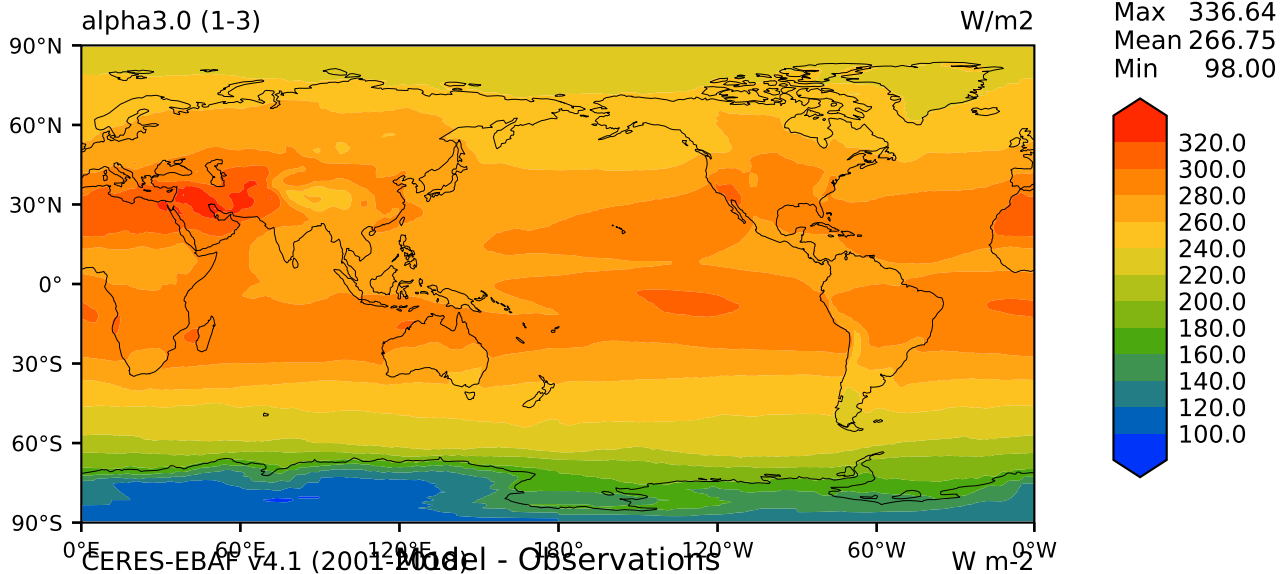 alpha3.0 (1-3) W/m2
Max 336.64
Mean 266.75
Min 98.00
90°N
60°N
30°N
0°
30°S
60°S
90°S
0°E 60°E 120°E 180° 120°W 60°W 0°W
320.0
300.0
280.0
260.0
240.0
220.0
200.0
180.0
160.0
140.0
120.0
100.0
CERES-EBAF v4.1 (2001-2018) Model - Observations W m-2